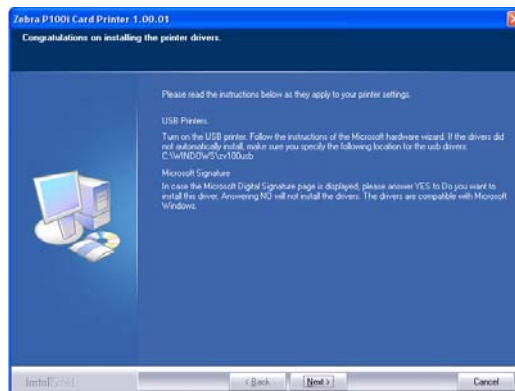 Zebra P100i Card Printer 1.00.01
Congratulations on installing the printer drivers.
Please read the instructions below as they apply to your printer settings.
USB Printers.
Turn on the USB printer. Follow the instructions of the Microsoft hardware wizard. If the drivers did
not automatically install, make sure you specify the following location for the usb drivers:
C:\WINDOWS\zv100usb
Microsoft Signature
In case the Microsoft Digital Signature page is displayed, please answer YES to Do you want to
install this driver. Answering NO will not install the drivers. The drivers are compatible with Microsoft
Windows.
InstallShield
< Back
Next >
Cancel